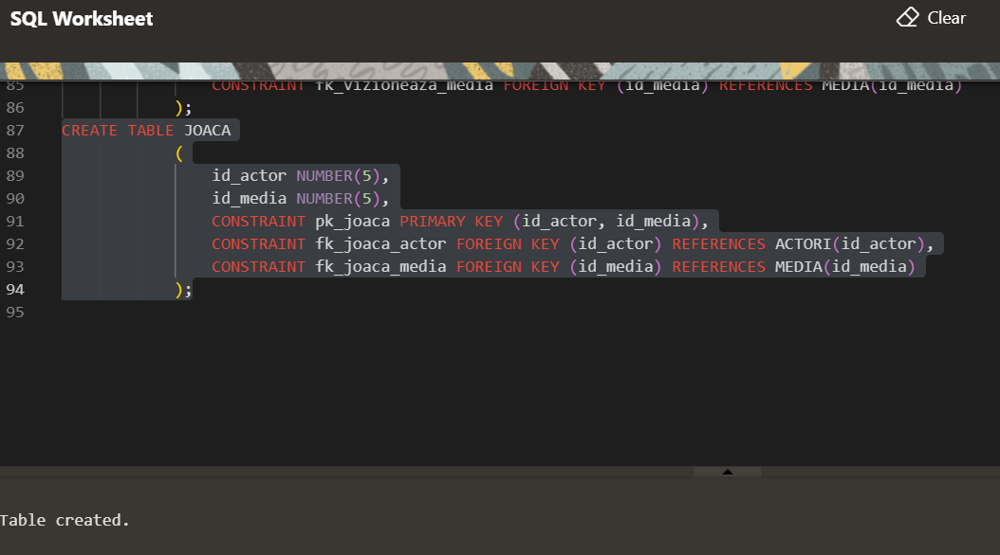 SQL Worksheet
Clear
85 CONSTRAINT fk_vizioneaza_media FOREIGN KEY (id_media) REFERENCES MEDIA(id_media)
86 );
87 CREATE TABLE JOACA
88 (
89 id_actor NUMBER(5),
90 id_media NUMBER(5),
91 CONSTRAINT pk_joaca PRIMARY KEY (id_actor, id_media),
92 CONSTRAINT fk_joaca_actor FOREIGN KEY (id_actor) REFERENCES ACTORI(id_actor),
93 CONSTRAINT fk_joaca_media FOREIGN KEY (id_media) REFERENCES MEDIA(id_media)
94 );
95
Table created.